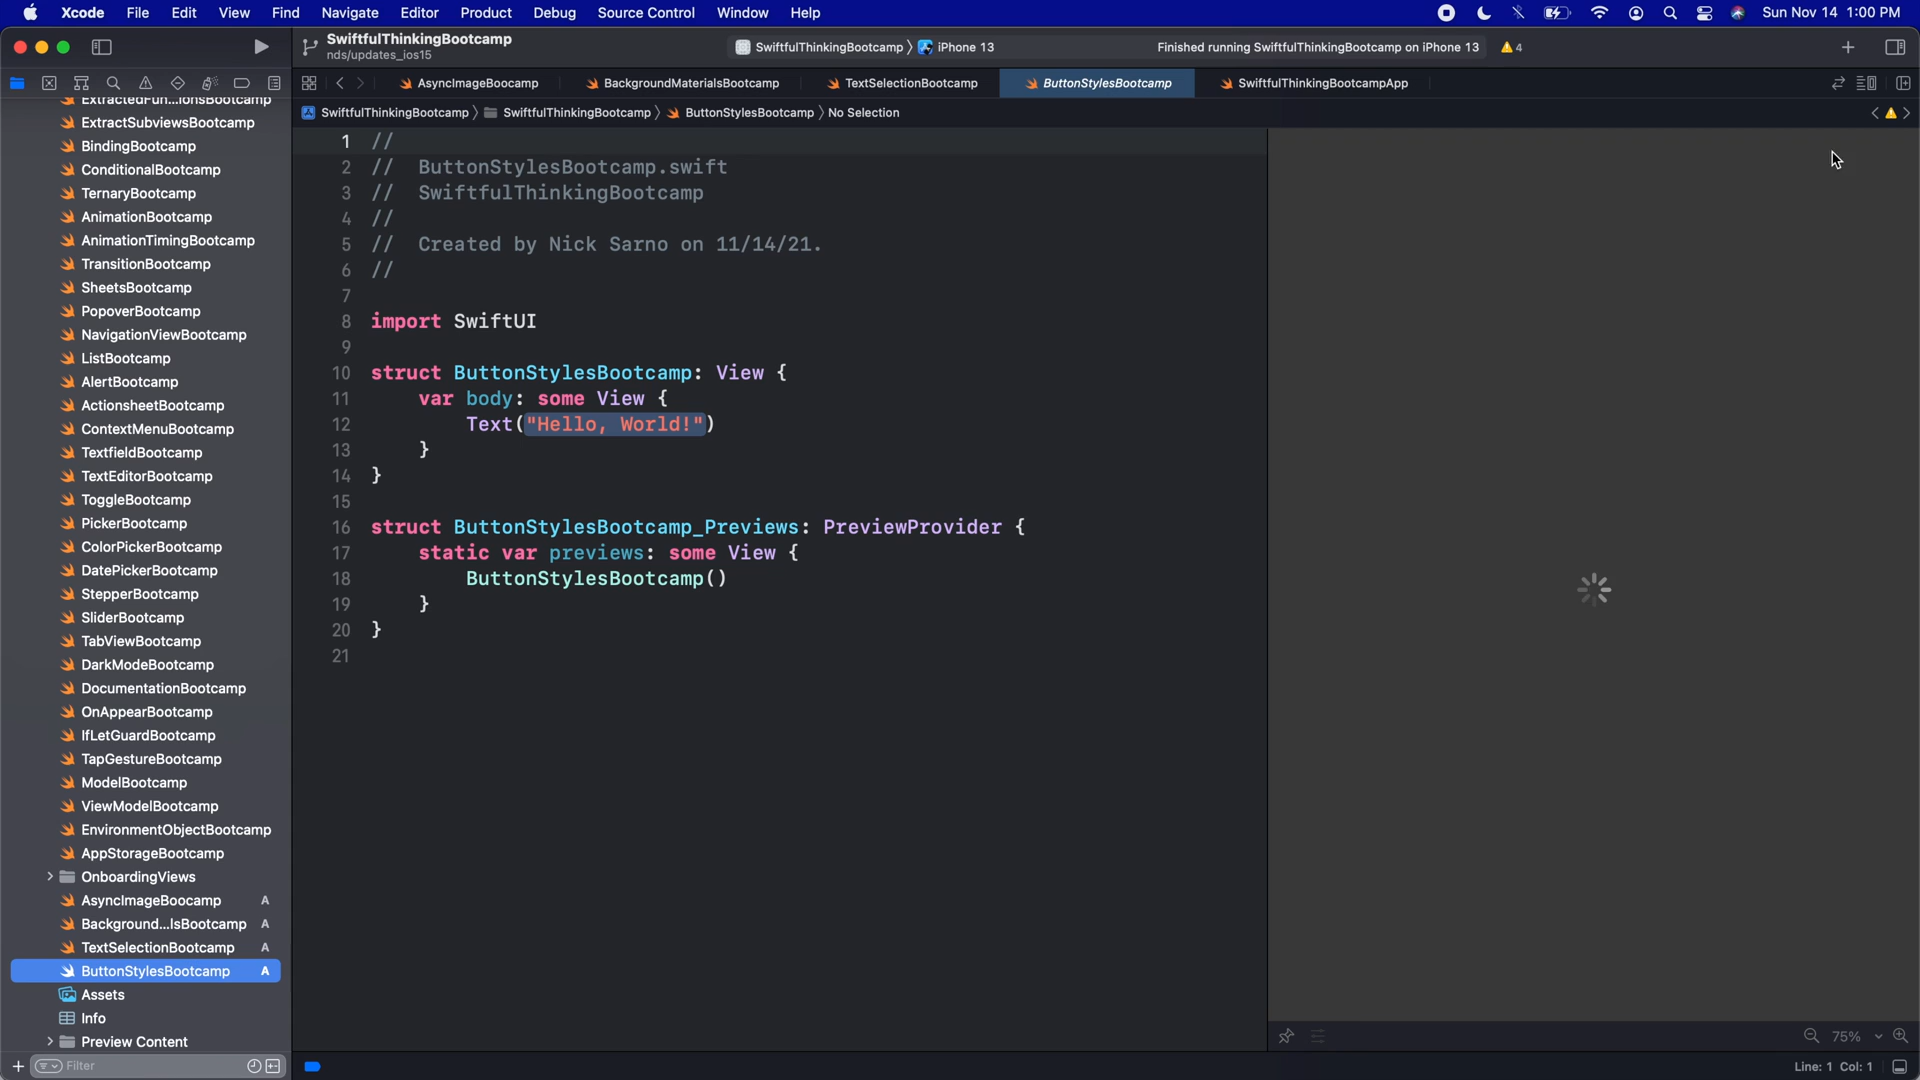 Xcode File Edit View Find Navigate Editor Product Debug Source Control Window Help Sun Nov 14 1:00 PM
SwiftfulThinkingBootcamp
nds/updates_ios15
SwiftfulThinkingBootcamp iPhone 13 Finished running SwiftfulThinkingBootcamp on iPhone 13 4
AsyncImageBoocamp BackgroundMaterialsBootcamp TextSelectionBootcamp ButtonStylesBootcamp SwiftfulThinkingBootcampApp
SwiftfulThinkingBootcamp SwiftfulThinkingBootcamp ButtonStylesBootcamp No Selection
ExtractedFun...ionsBootcamp
ExtractSubviewsBootcamp
BindingBootcamp
ConditionalBootcamp
TernaryBootcamp
AnimationBootcamp
AnimationTimingBootcamp
TransitionBootcamp
SheetsBootcamp
PopoverBootcamp
NavigationViewBootcamp
ListBootcamp
AlertBootcamp
ActionsheetBootcamp
ContextMenuBootcamp
TextfieldBootcamp
TextEditorBootcamp
ToggleBootcamp
PickerBootcamp
ColorPickerBootcamp
DatePickerBootcamp
StepperBootcamp
SliderBootcamp
TabViewBootcamp
DarkModeBootcamp
DocumentationBootcamp
OnAppearBootcamp
IfLetGuardBootcamp
TapGestureBootcamp
ModelBootcamp
ViewModelBootcamp
EnvironmentObjectBootcamp
AppStorageBootcamp
OnboardingViews
AsyncImageBoocamp A
Background...lsBootcamp A
TextSelectionBootcamp A
ButtonStylesBootcamp A
Assets
Info
Preview Content
Filter
1 //
2 // ButtonStylesBootcamp.swift
3 // SwiftfulThinkingBootcamp
4 //
5 // Created by Nick Sarno on 11/14/21.
6 //
7
8 import SwiftUI
9
10 struct ButtonStylesBootcamp: View {
11 var body: some View {
12 Text("Hello, World!")
13 }
14 }
15
16 struct ButtonStylesBootcamp_Previews: PreviewProvider {
17 static var previews: some View {
18 ButtonStylesBootcamp()
19 }
20 }
21
75%
Line: 1 Col: 1